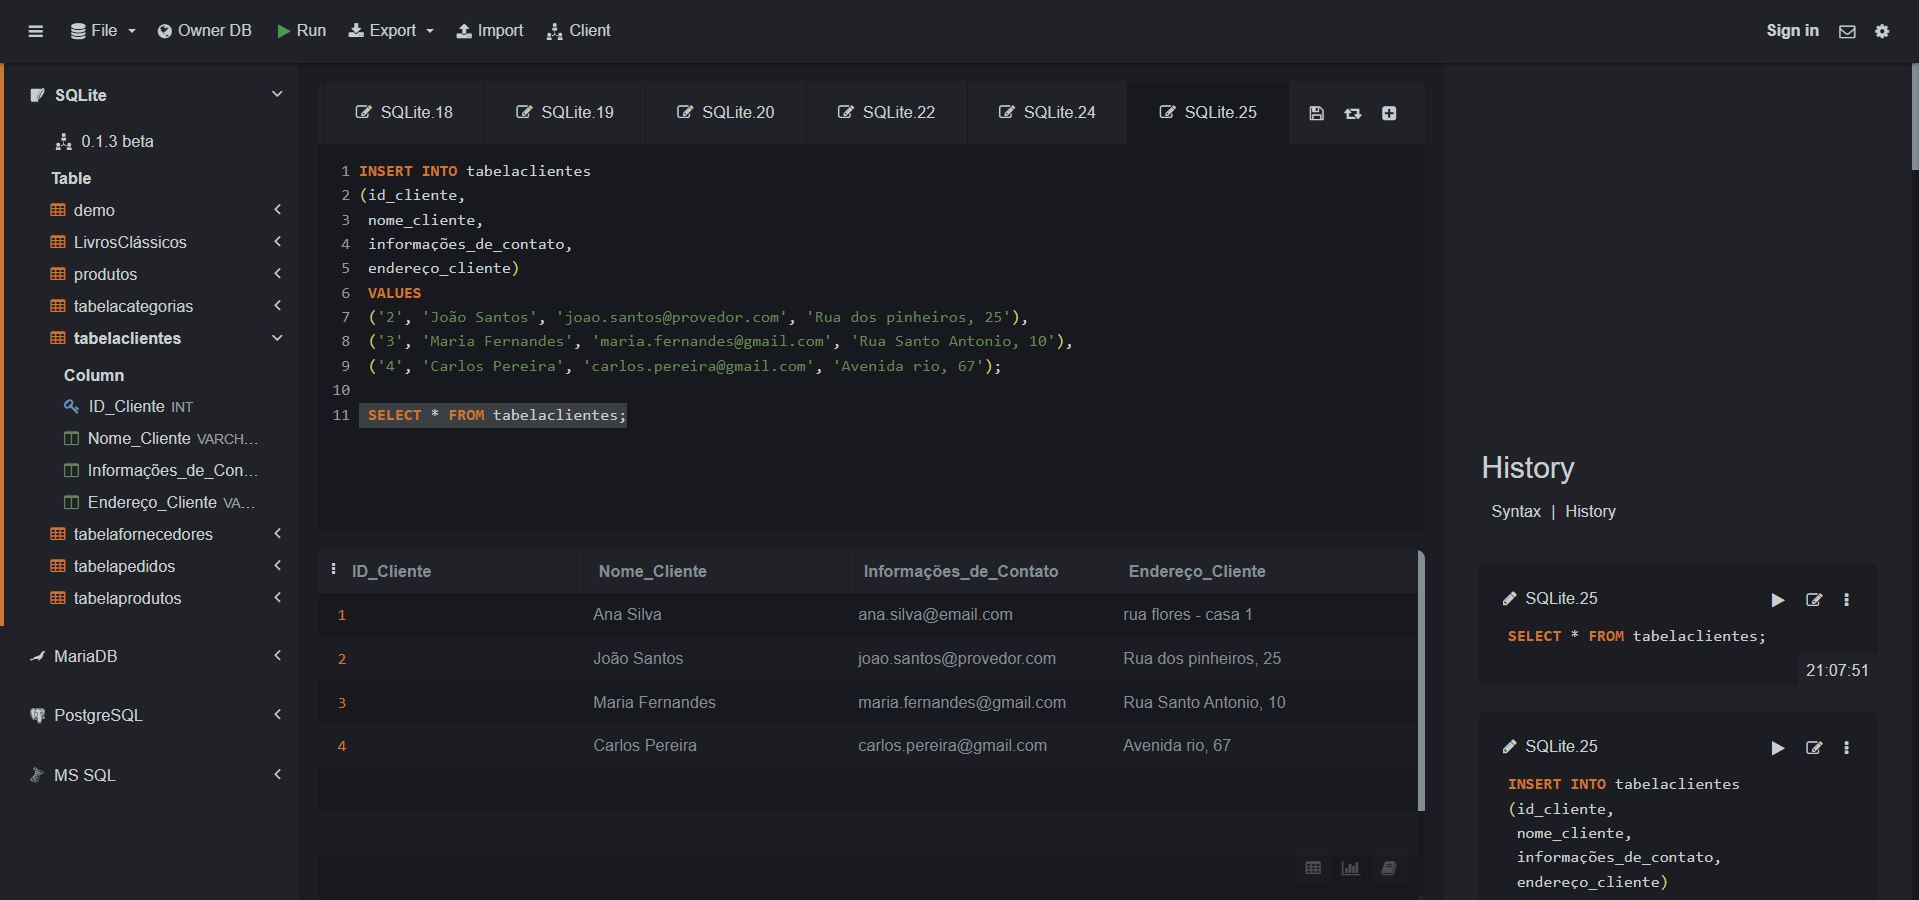 File Owner DB Run Export Import Client Sign in
SQLite
0.1.3 beta
Table
demo
LivrosClássicos
produtos
tabelacategorias
tabelaclientes
Column
ID_Cliente INT
Nome_Cliente VARCH...
Informações_de_Con...
Endereço_Cliente VA...
tabelafornecedores
tabelapedidos
tabelaprodutos
MariaDB
PostgreSQL
MS SQL
SQLite.18 SQLite.19 SQLite.20 SQLite.22 SQLite.24 SQLite.25
1 INSERT INTO tabelaclientes
2 (id_cliente,
3 nome_cliente,
4 informações_de_contato,
5 endereço_cliente)
6 VALUES
7 ('2', 'João Santos', 'joao.santos@provedor.com', 'Rua dos pinheiros, 25'),
8 ('3', 'Maria Fernandes', 'maria.fernandes@gmail.com', 'Rua Santo Antonio, 10'),
9 ('4', 'Carlos Pereira', 'carlos.pereira@gmail.com', 'Avenida rio, 67');
10
11 SELECT * FROM tabelaclientes;
ID_Cliente Nome_Cliente Informações_de_Contato Endereço_Cliente
1 Ana Silva ana.silva@email.com rua flores - casa 1
2 João Santos joao.santos@provedor.com Rua dos pinheiros, 25
3 Maria Fernandes maria.fernandes@gmail.com Rua Santo Antonio, 10
4 Carlos Pereira carlos.pereira@gmail.com Avenida rio, 67
History
Syntax | History
SQLite.25
SELECT * FROM tabelaclientes;
21:07:51
SQLite.25
INSERT INTO tabelaclientes
(id_cliente,
nome_cliente,
informações_de_contato,
endereço_cliente)